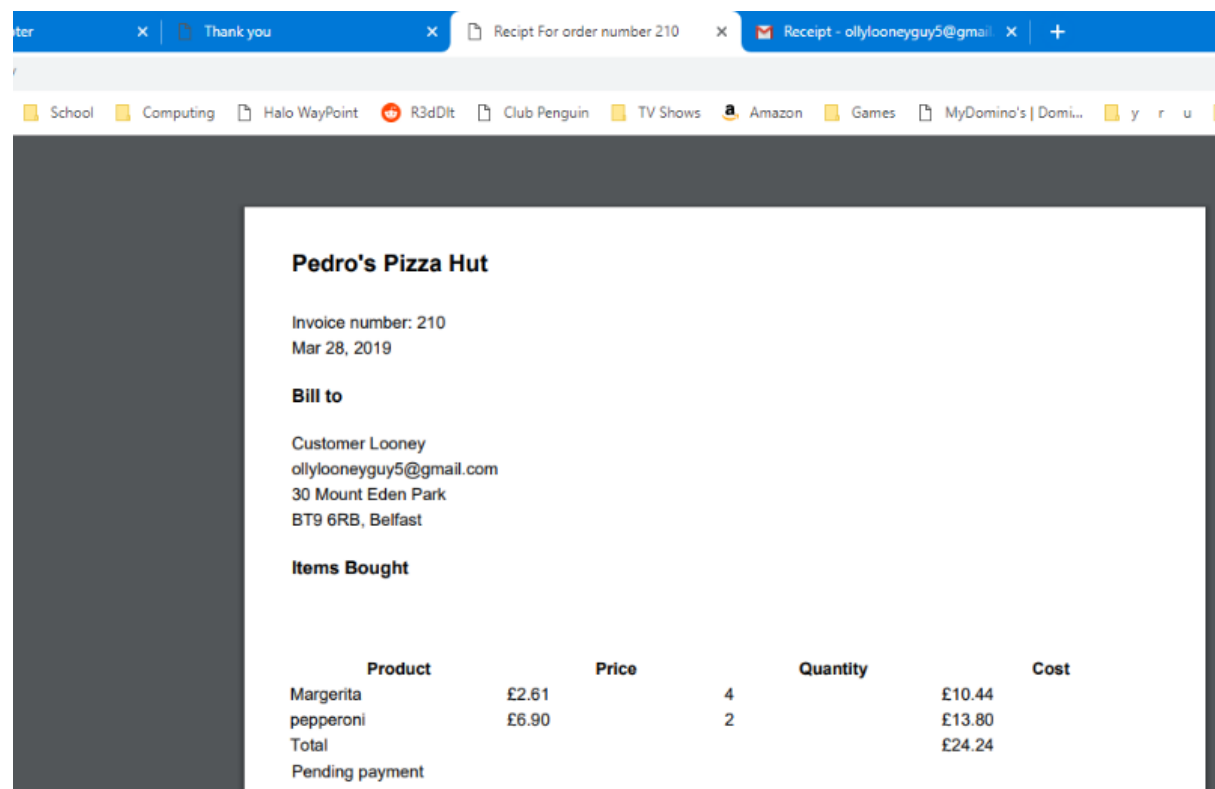 ter Thank you Recipt For order number 210 Receipt - ollylooneyguy5@gmail.
School Computing Halo WayPoint R3dDIt Club Penguin TV Shows Amazon Games MyDomino's | Domi... y r u
Pedro's Pizza Hut
Invoice number: 210
Mar 28, 2019
Bill to
Customer Looney
ollylooneyguy5@gmail.com
30 Mount Eden Park
BT9 6RB, Belfast
Items Bought
Product Price Quantity Cost
Margerita £2.61 4 £10.44
pepperoni £6.90 2 £13.80
Total £24.24
Pending payment